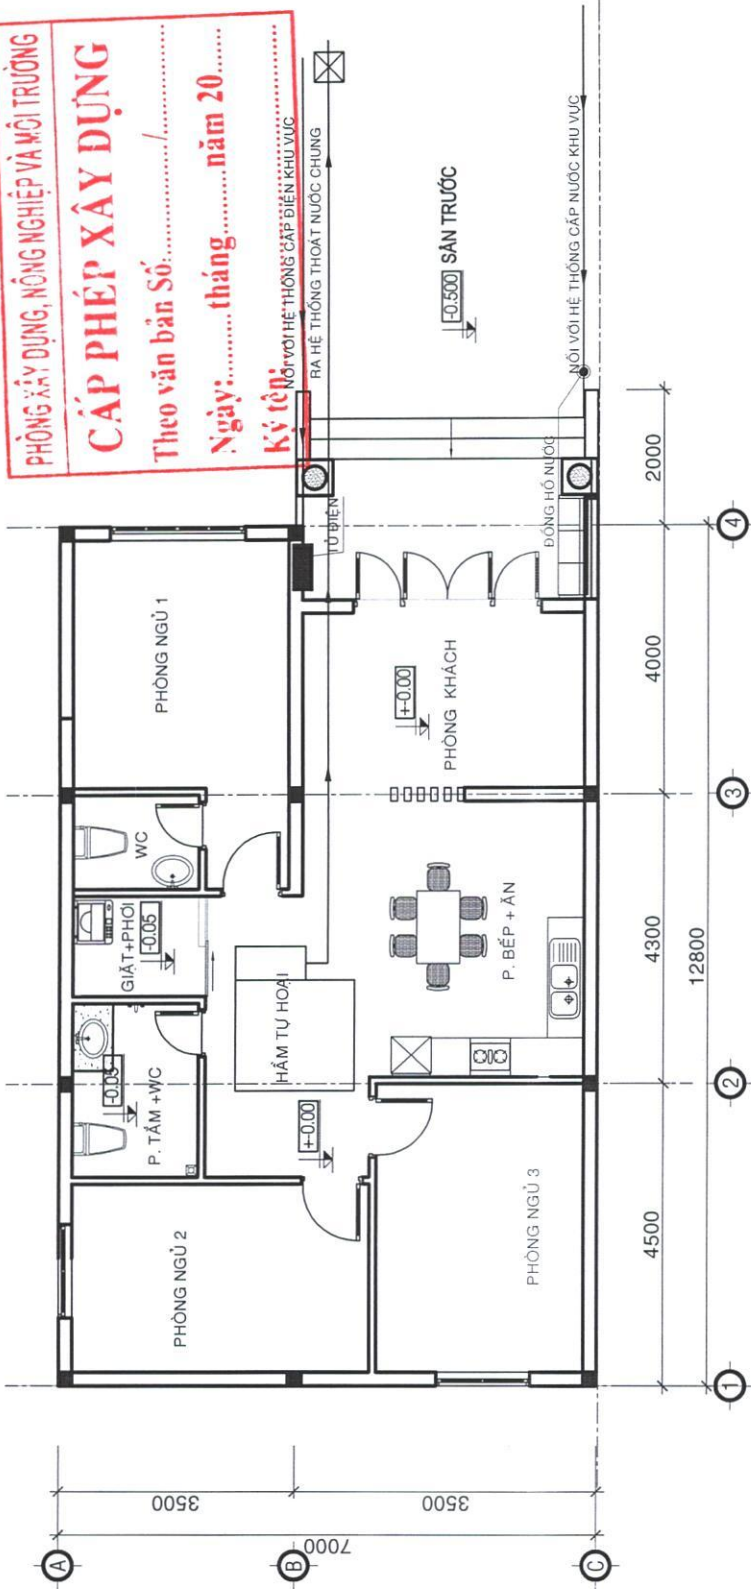 PHÒNG XÂY DỰNG, NÔNG NGHIỆP VÀ MÔI TRƯỜNG
CẤP PHÉP XÂY DỰNG
Theo văn bản Số:............./.............
Ngày:........tháng........năm 20......
Ký tên:
NỐI VỚI HỆ THỐNG CẤP ĐIỆN KHU VỰC
RA HỆ THỐNG THOÁT NƯỚC CHUNG
-0.500 SÂN TRƯỚC
NỐI VỚI HỆ THỐNG CẤP NƯỚC KHU VỰC
ĐỒNG HỒ NƯỚC
TỦ ĐIỆN
PHÒNG NGỦ 1
WC
GIẶT+PHƠI
-0.05
P. TẮM +WC
-0.05
PHÒNG NGỦ 2
HẦM TỰ HOẠI
+-0.00
PHÒNG KHÁCH
+-0.00
P. BẾP + ĂN
PHÒNG NGỦ 3
4500
4300
4000
2000
12800
3500
3500
7000
A
B
C
1
2
3
4